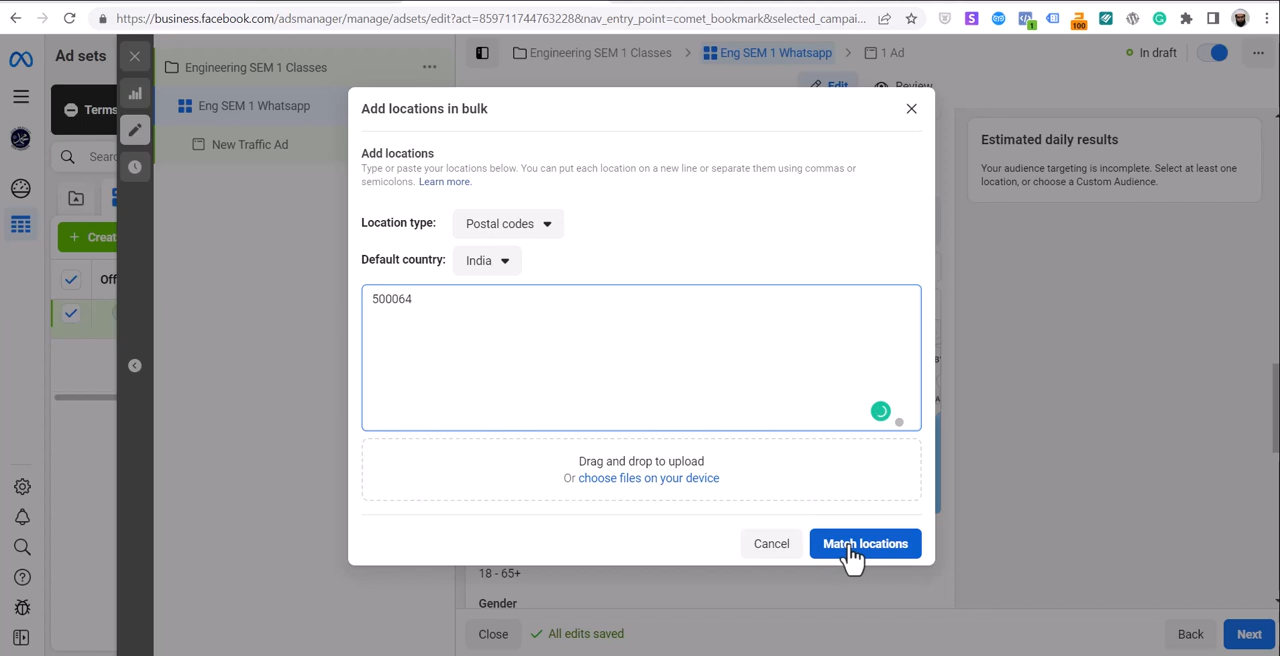 https://business.facebook.com/adsmanager/manage/adsets/edit?act=859711744763228&nav_entry_point=comet_bookmark&selected_campai...
1
100
Ad sets
Engineering SEM 1 Classes
Engineering SEM 1 Classes
Eng SEM 1 Whatsapp
1 Ad
In draft
Edit
Review
Terms
Eng SEM 1 Whatsapp
New Traffic Ad
Sear
Creat
Off
Add locations in bulk
Add locations
Type or paste your locations below. You can put each location on a new line or separate them using commas or
semicolons. Learn more.
Location type:
Postal codes
Default country:
India
500064
Drag and drop to upload
Or choose files on your device
Cancel
Match locations
Estimated daily results
Your audience targeting is incomplete. Select at least one
location, or choose a Custom Audience.
18 - 65+
Gender
Close
All edits saved
Back
Next